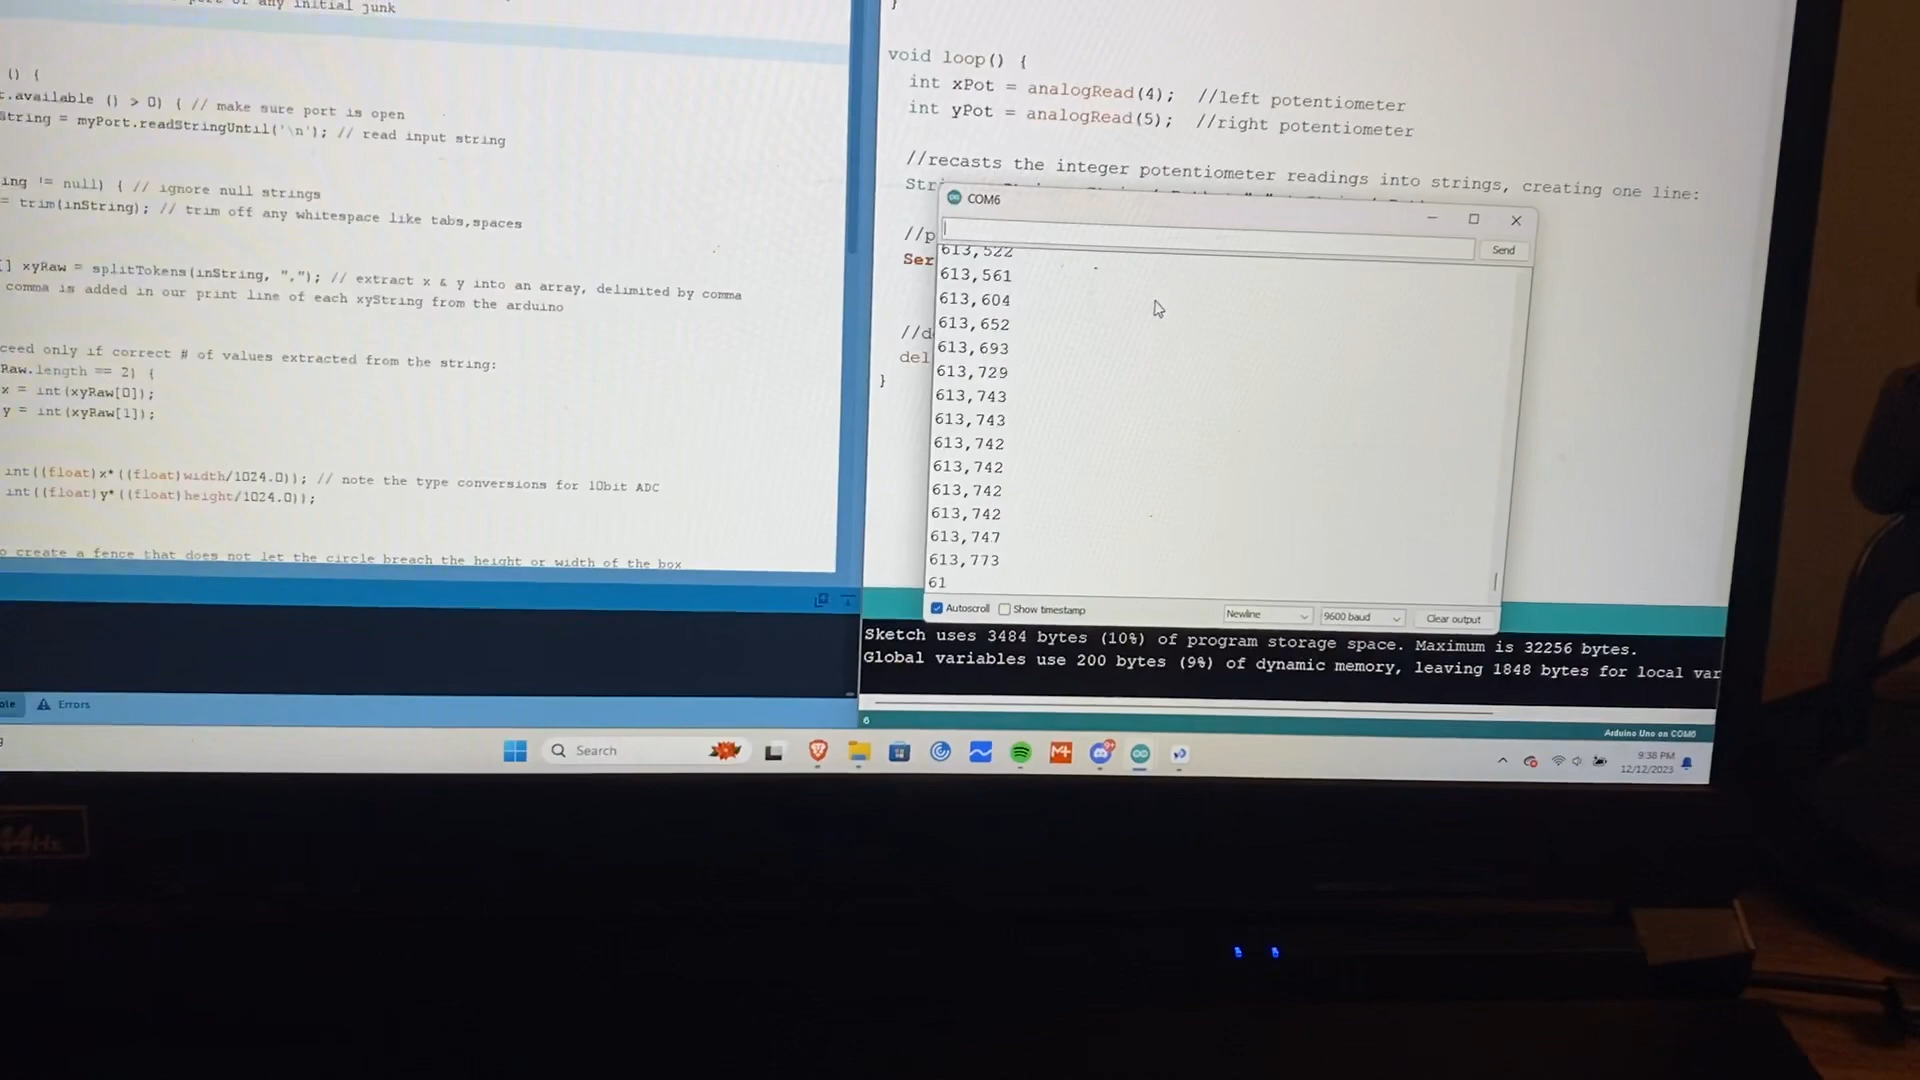 any initial junk
() {
.available () > 0) { // make sure port is open
String = myPort.readStringUntil('\n'); // read input string
ing != null) { // ignore null strings
= trim(inString); // trim off any whitespace like tabs,spaces
[] xyRaw = splitTokens(inString, ","); // extract x & y into an array, delimited by comma
comma is added in our print line of each xyString from the arduino
ceed only if correct # of values extracted from the string:
Raw.length == 2) {
x = int(xyRaw[0]);
y = int(xyRaw[1]);
int((float)x*((float)width/1024.0)); // note the type conversions for 10bit ADC
int((float)y*((float)height/1024.0));
o create a fence that does not let the circle breach the height or width of the box
Errors
}
void loop() {
int xPot = analogRead(4); //left potentiometer
int yPot = analogRead(5); //right potentiometer
//recasts the integer potentiometer readings into strings, creating one line:
Str
//p
Ser
//d
del
}
COM6
Send
613,522
613,561
613,604
613,652
613,693
613,729
613,743
613,743
613,742
613,742
613,742
613,742
613,747
613,773
61
Autoscroll Show timestamp Newline 9600 baud Clear output
Sketch uses 3484 bytes (10%) of program storage space. Maximum is 32256 bytes.
Global variables use 200 bytes (9%) of dynamic memory, leaving 1848 bytes for local var
6
Arduino Uno on COM6
Search
M4
9+
9:38 PM
12/12/2023
44Hz